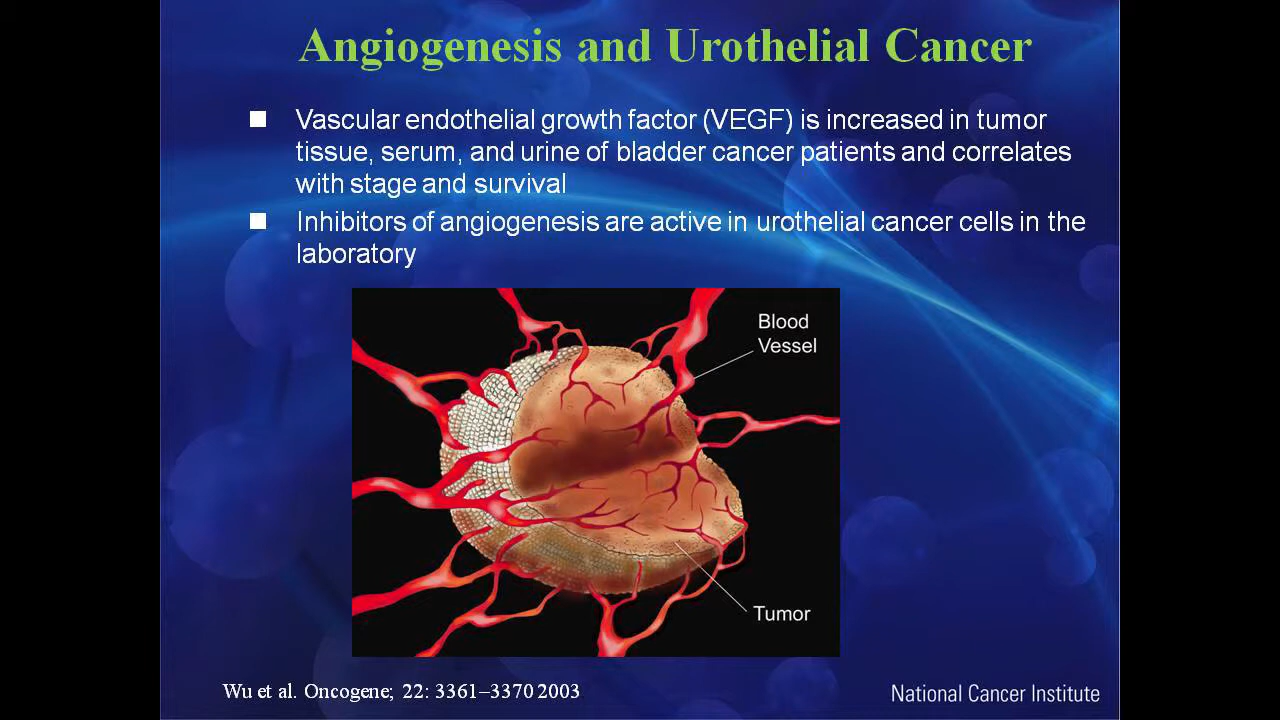 Angiogenesis and Urothelial Cancer
Vascular endothelial growth factor (VEGF) is increased in tumor
tissue, serum, and urine of bladder cancer patients and correlates
with stage and survival
Inhibitors of angiogenesis are active in urothelial cancer cells in the
laboratory
Blood
Vessel
Tumor
Wu et al. Oncogene; 22: 3361–3370 2003
National Cancer Institute